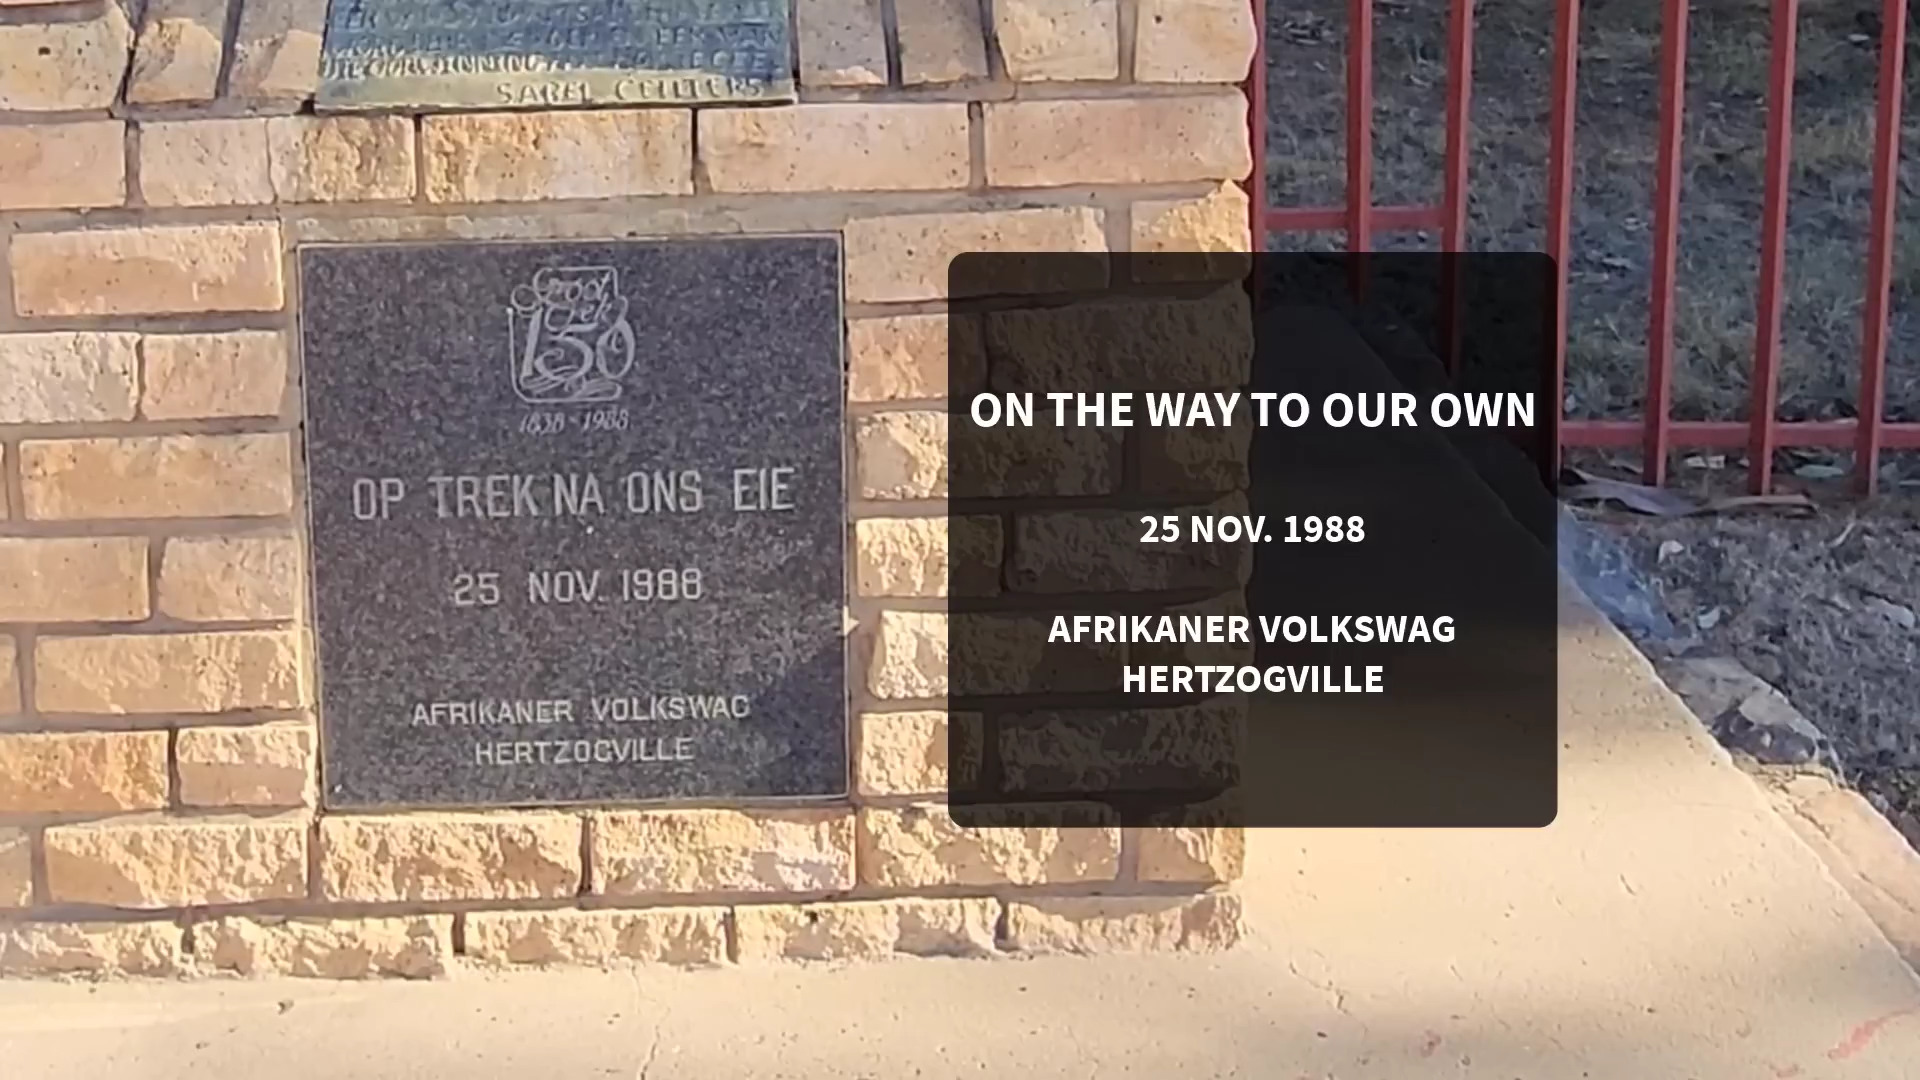 SAREL CILLIERS
Groot
Trek
150
1838 - 1988
OP TREK NA ONS EIE
25 NOV. 1988
AFRIKANER VOLKSWAG
HERTZOGVILLE
ON THE WAY TO OUR OWN
25 NOV. 1988
AFRIKANER VOLKSWAG
HERTZOGVILLE